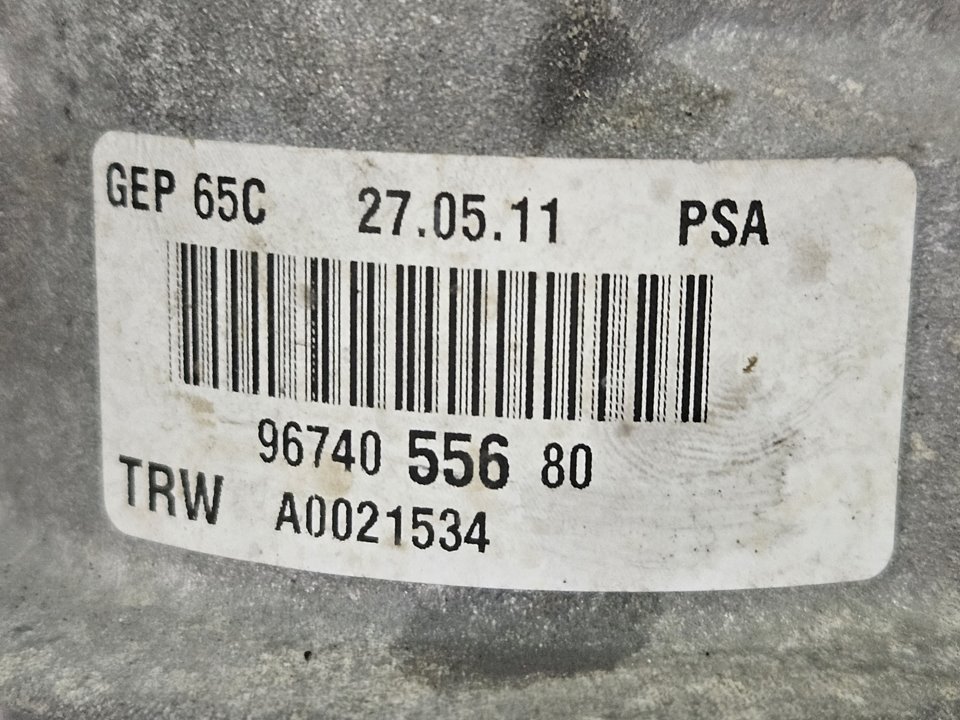 GEP 65C 27.05.11 PSA
96740 556 80
TRW A0021534